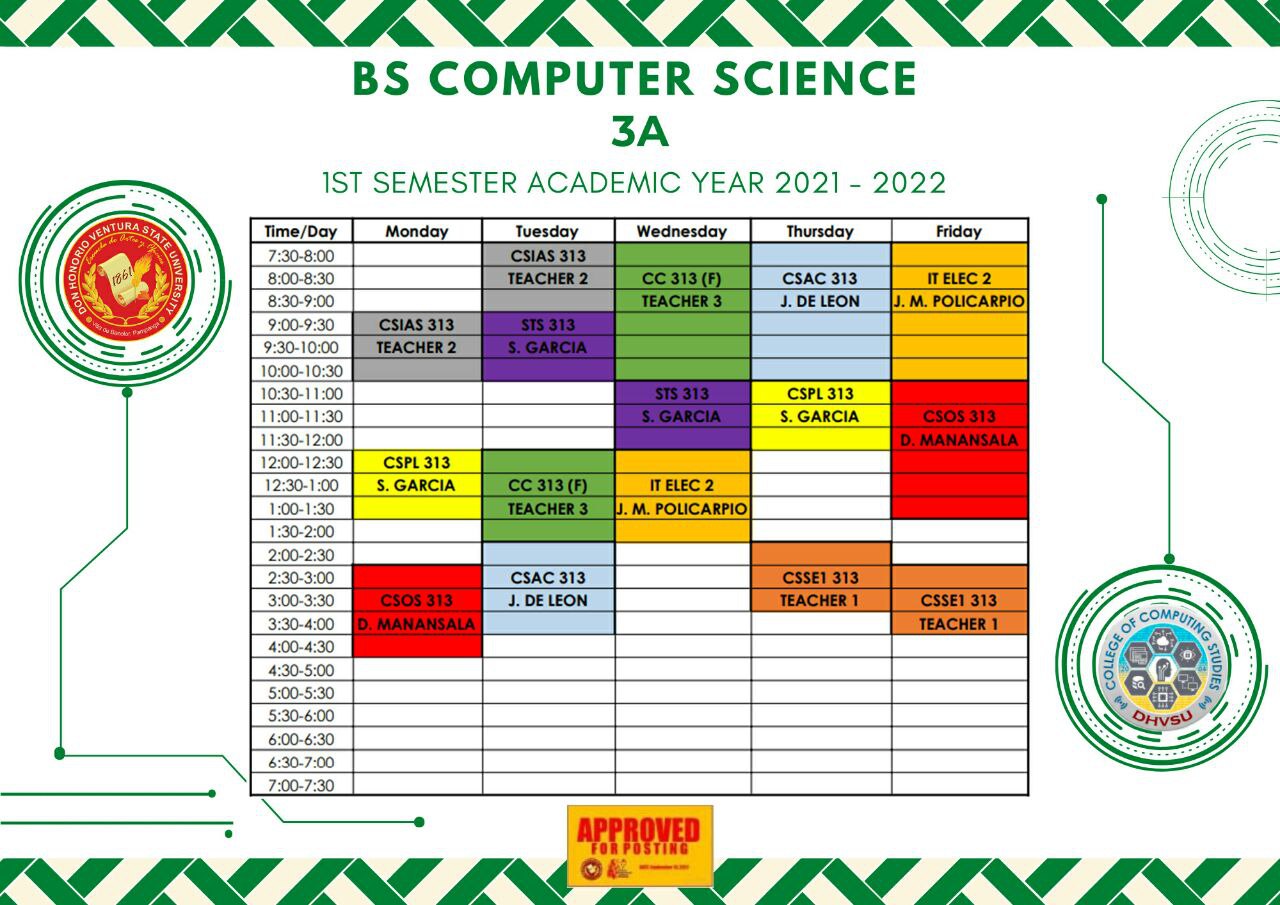 BS COMPUTER SCIENCE
3A
1ST SEMESTER ACADEMIC YEAR 2021 - 2022
DON HONORIO VENTURA STATE UNIVERSITY
Escuela de Artes y Oficios
1861
Villa de Bacolor, Pampanga
Time/Day Monday Tuesday Wednesday Thursday Friday
7:30-8:00 CSIAS 313
8:00-8:30 TEACHER 2 CC 313 (F) CSAC 313 IT ELEC 2
8:30-9:00 TEACHER 3 J. DE LEON J. M. POLICARPIO
9:00-9:30 CSIAS 313 STS 313
9:30-10:00 TEACHER 2 S. GARCIA
10:00-10:30
10:30-11:00 STS 313 CSPL 313
11:00-11:30 S. GARCIA S. GARCIA CSOS 313
11:30-12:00 D. MANANSALA
12:00-12:30 CSPL 313
12:30-1:00 S. GARCIA CC 313 (F) IT ELEC 2
1:00-1:30 TEACHER 3 J. M. POLICARPIO
1:30-2:00
2:00-2:30
2:30-3:00 CSAC 313 CSSE1 313
3:00-3:30 CSOS 313 J. DE LEON TEACHER 1 CSSE1 313
3:30-4:00 D. MANANSALA TEACHER 1
4:00-4:30
4:30-5:00
5:00-5:30
5:30-6:00
6:00-6:30
6:30-7:00
7:00-7:30
COLLEGE OF COMPUTING STUDIES
DHVSU
APPROVED
FOR POSTING